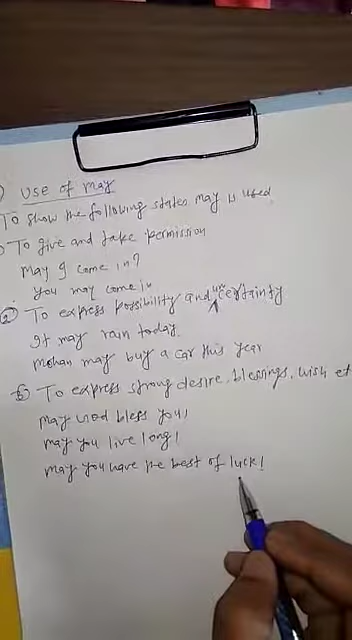 Use of may
To show the following states may is used
To give and take permission
may I come in?
you may come in
② To express possibility and uncertainty
It may rain today.
mohan may buy a car this year
③ To express strong desire, blessings, wish et
may God bless you!
may you live long!
may you have the best of luck!